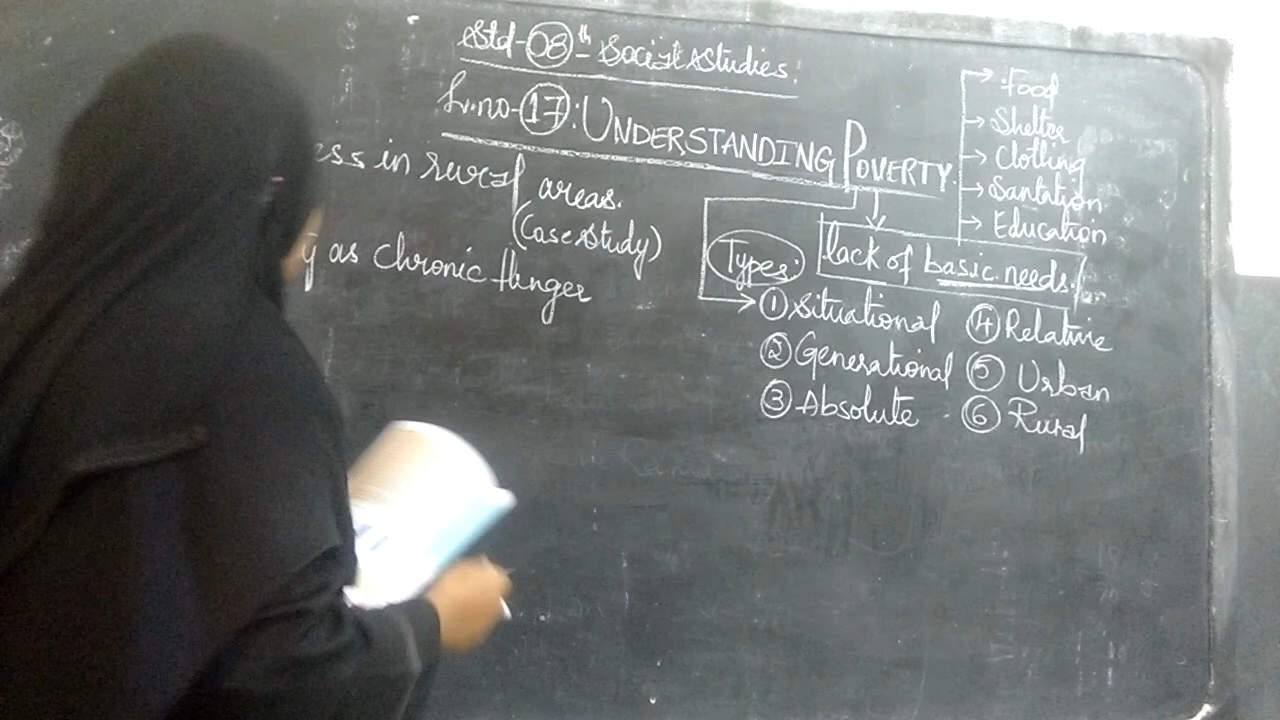 Std-08th Social Studies.
Lr.no-17: UNDERSTANDING POVERTY.
ess in rural areas.
(Case study)
y as chronic Hunger
→ Food
→ Shelter
→ Clothing
→ Santation
→ Education
lack of basic needs.
Types:
① Situational
② Generational
③ Absolute
④ Relative
⑤ Urban
⑥ Rural